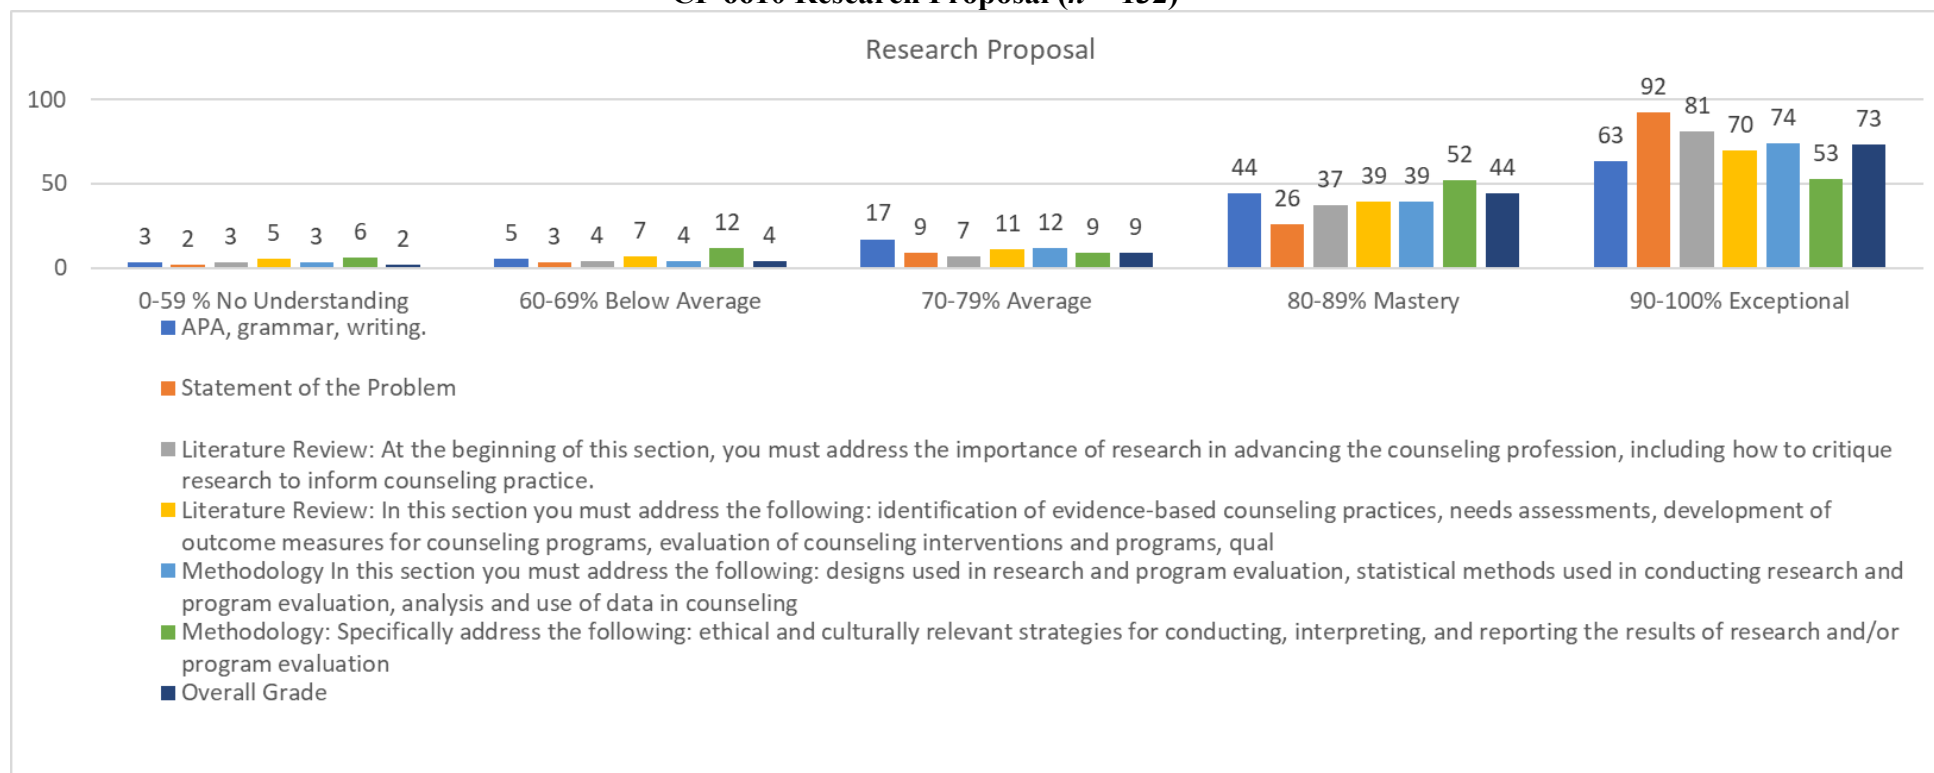 Research Proposal
100
50
0
3 2 3 5 3 6 2
5 3 4 7 4 12 4
17 9 7 11 12 9 9
44 26 37 39 39 52 44
63 92 81 70 74 53 73
0-59 % No Understanding
60-69% Below Average
70-79% Average
80-89% Mastery
90-100% Exceptional
APA, grammar, writing.
Statement of the Problem
Literature Review: At the beginning of this section, you must address the importance of research in advancing the counseling profession, including how to critique
research to inform counseling practice.
Literature Review: In this section you must address the following: identification of evidence-based counseling practices, needs assessments, development of
outcome measures for counseling programs, evaluation of counseling interventions and programs, qual
Methodology In this section you must address the following: designs used in research and program evaluation, statistical methods used in conducting research and
program evaluation, analysis and use of data in counseling
Methodology: Specifically address the following: ethical and culturally relevant strategies for conducting, interpreting, and reporting the results of research and/or
program evaluation
Overall Grade